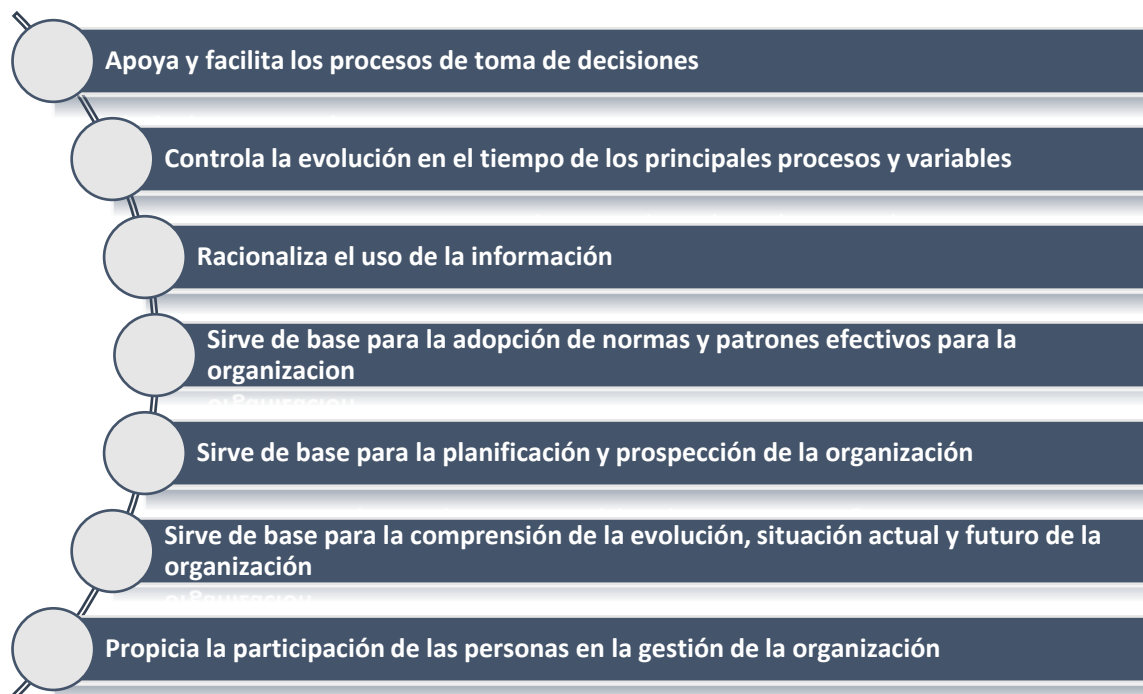 Apoya y facilita los procesos de toma de decisiones
Controla la evolución en el tiempo de los principales procesos y variables
Racionaliza el uso de la información
Sirve de base para la adopción de normas y patrones efectivos para la
organizacion
Sirve de base para la planificación y prospección de la organización
Sirve de base para la comprensión de la evolución, situación actual y futuro de la
organización
Propicia la participación de las personas en la gestión de la organización